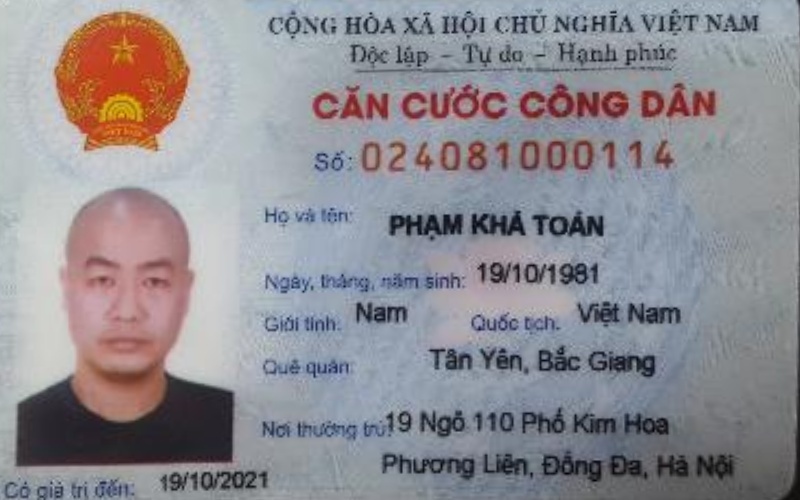 CỘNG HÒA XÃ HỘI CHỦ NGHĨA VIỆT NAM
Độc lập – Tự do – Hạnh phúc
CĂN CƯỚC CÔNG DÂN
Số: 024081000114
Họ và tên: PHẠM KHẢ TOÁN
Ngày, tháng, năm sinh: 19/10/1981
Giới tính: Nam Quốc tịch: Việt Nam
Quê quán: Tân Yên, Bắc Giang
Nơi thường trú: 19 Ngõ 110 Phố Kim Hoa
Phương Liên, Đống Đa, Hà Nội
Có giá trị đến: 19/10/2021